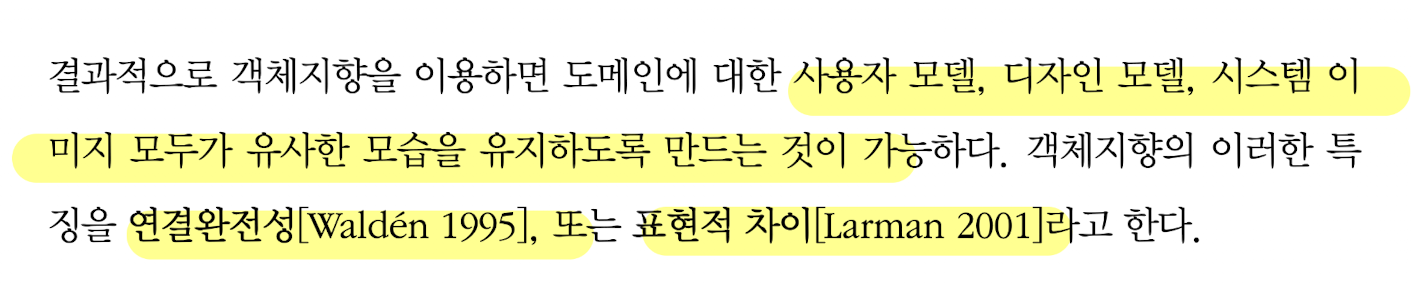 결과적으로 객체지향을 이용하면 도메인에 대한 사용자 모델, 디자인 모델, 시스템 이
미지 모두가 유사한 모습을 유지하도록 만드는 것이 가능하다. 객체지향의 이러한 특
징을 연결완전성[Waldén 1995], 또는 표현적 차이[Larman 2001]라고 한다.